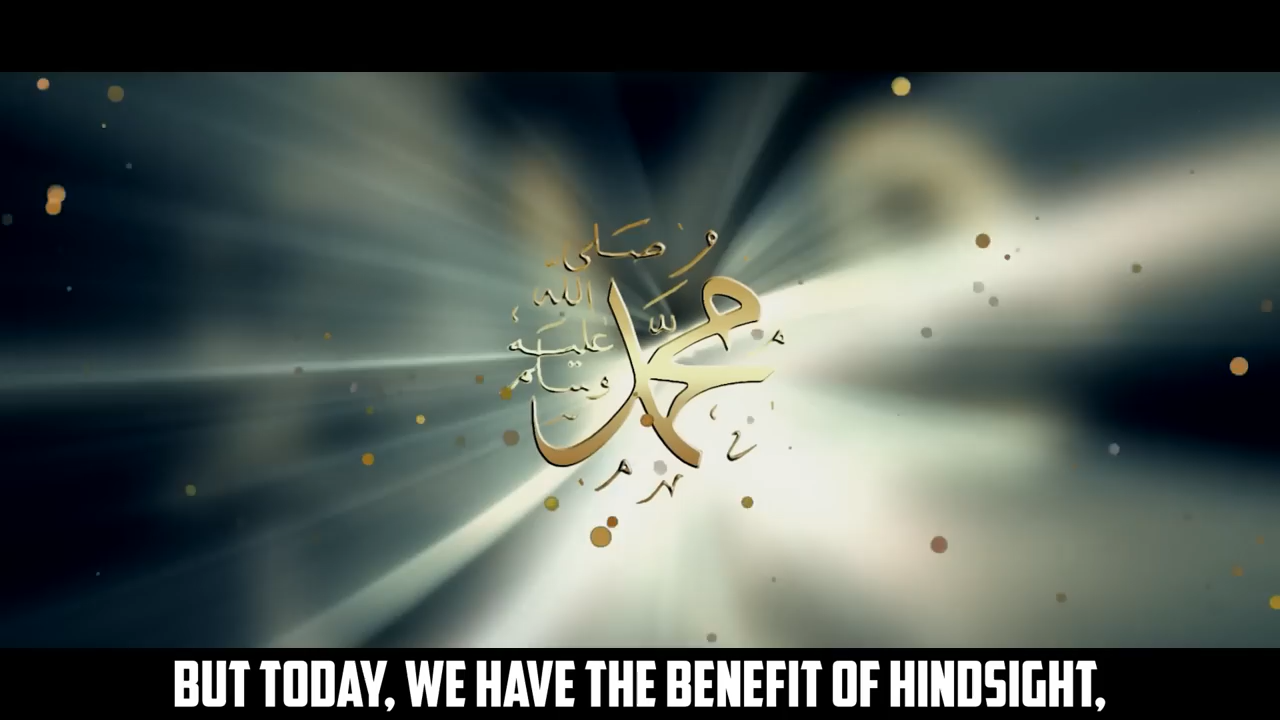 صلى
الله
عليه
وسلم
محمد
BUT TODAY, WE HAVE THE BENEFIT OF HINDSIGHT,